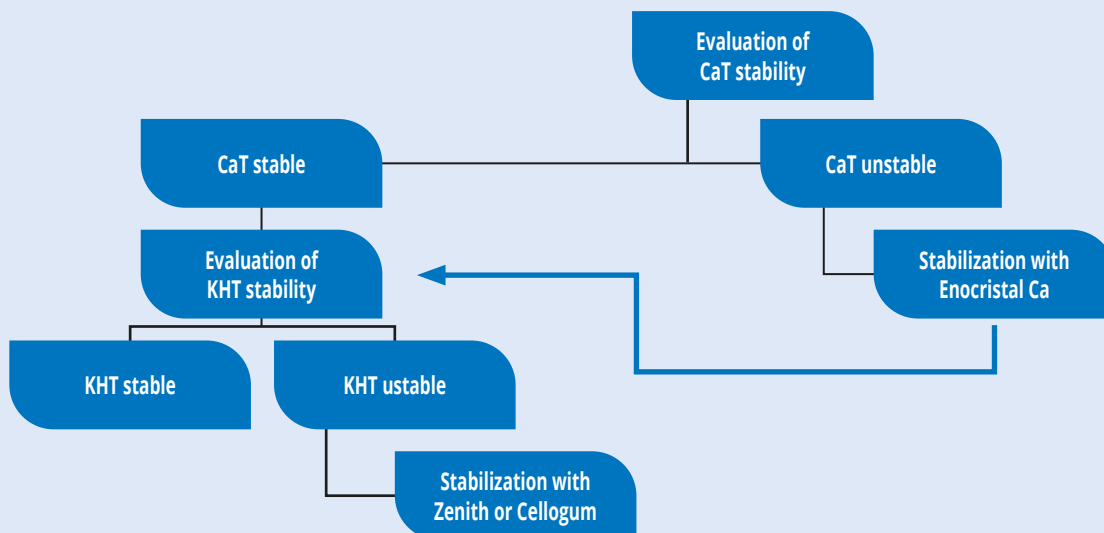 Evaluation of
CaT stability
CaT stable
CaT unstable
Evaluation of
KHT stability
Stabilization with
Enocristal Ca
KHT stable
KHT ustable
Stabilization with
Zenith or Cellogum